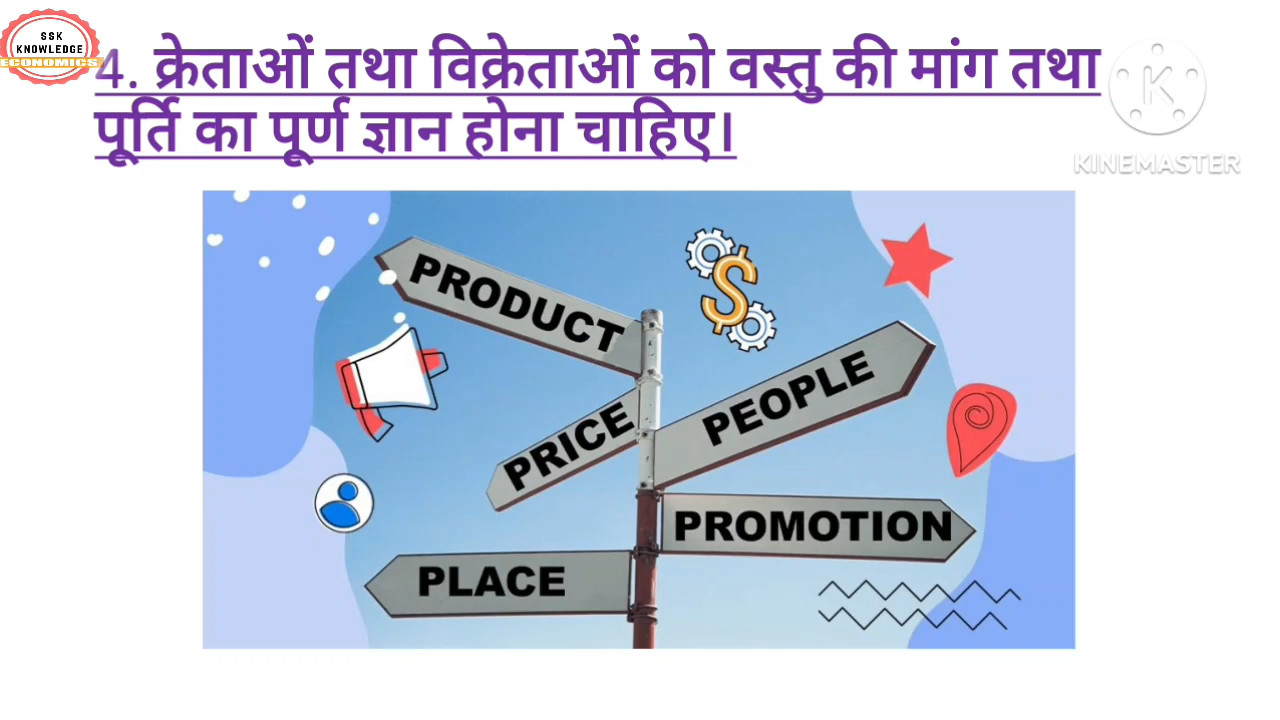 SSK
KNOWLEDGE
ECONOMICS
4. क्रेताओं तथा विक्रेताओं को वस्तु की मांग तथा
पूर्ति का पूर्ण ज्ञान होना चाहिए।
K
KINEMASTER
PRODUCT
PEOPLE
PRICE
PROMOTION
PLACE